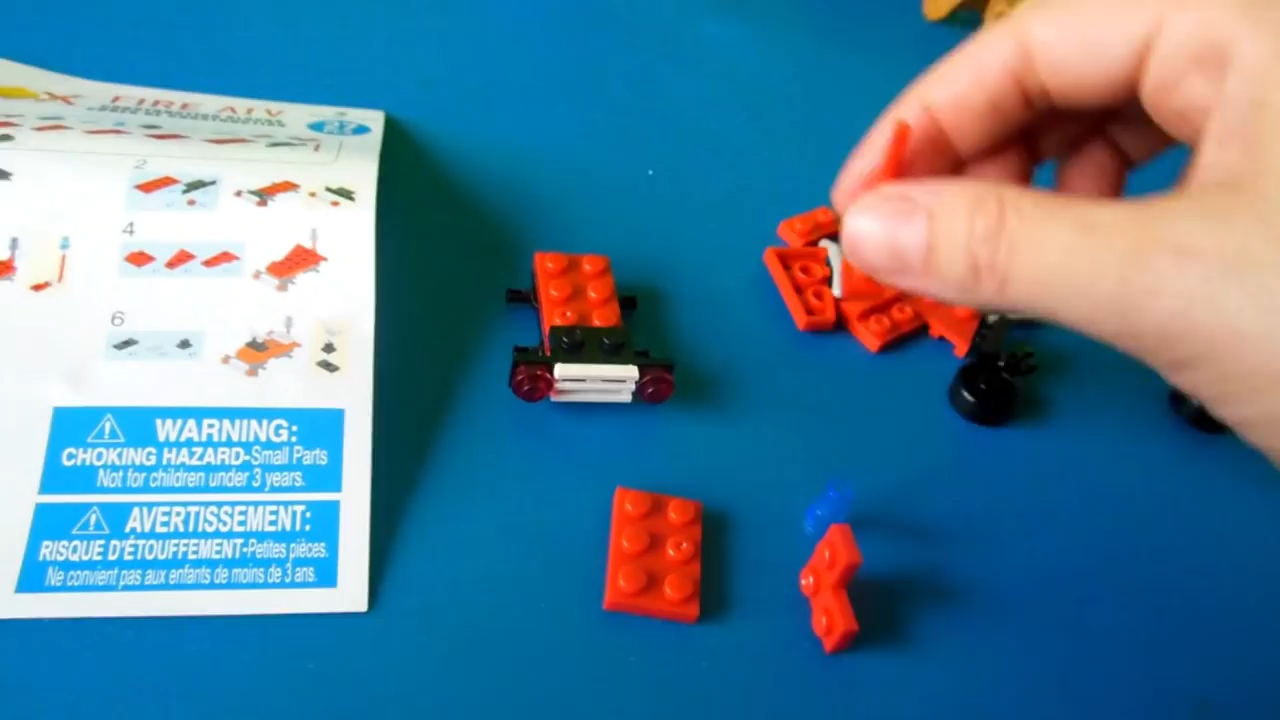 FIRE ATV
2
4
6
WARNING:
CHOKING HAZARD-Small Parts
Not for children under 3 years.
AVERTISSEMENT:
RISQUE D'ÉTOUFFEMENT-Petites pièces.
Ne convient pas aux enfants de moins de 3 ans.